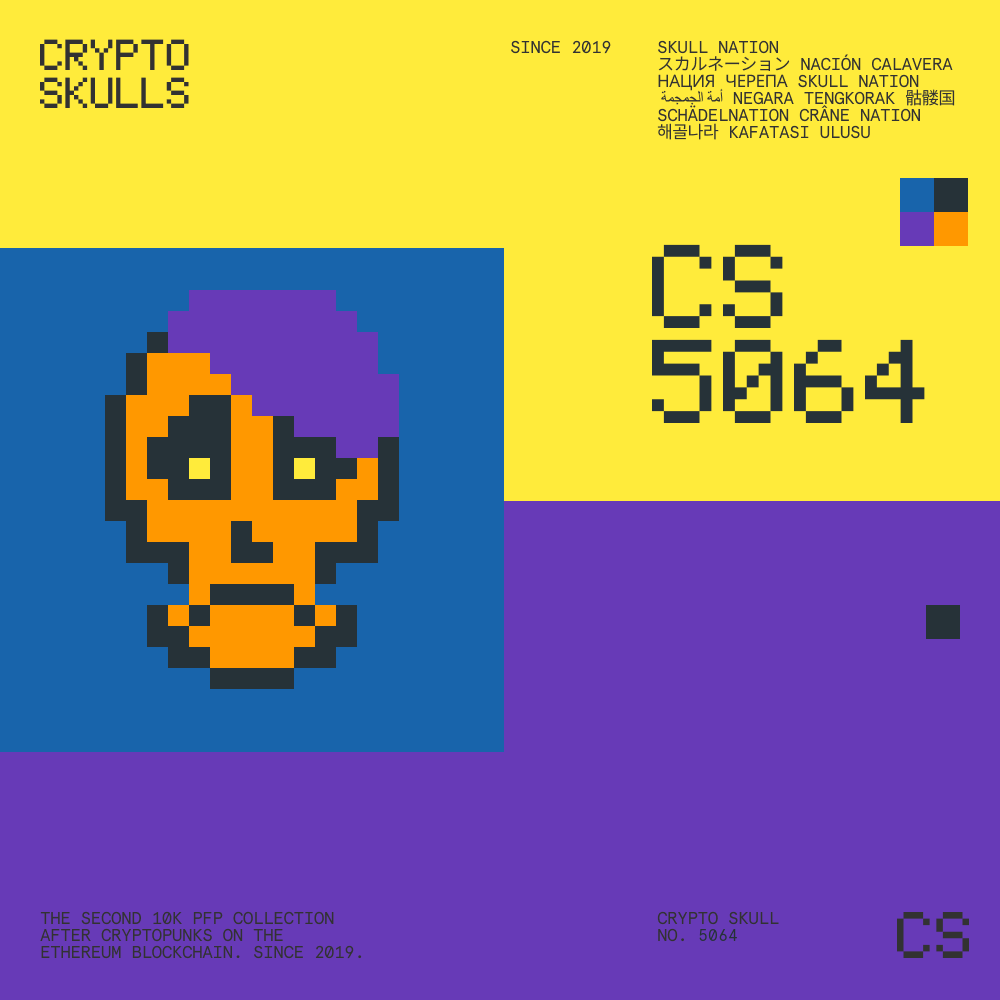 CRYPTO
SKULLS
SINCE 2019
SKULL NATION
スカルネーション NACIÓN CALAVERA
НАЦИЯ ЧЕРЕПА SKULL NATION
أمة الجمجمة NEGARA TENGKORAK 骷髅国
SCHÄDELNATION CRÂNE NATION
해골나라 KAFATASI ULUSU
CS
5064
THE SECOND 10K PFP COLLECTION
AFTER CRYPTOPUNKS ON THE
ETHEREUM BLOCKCHAIN. SINCE 2019.
CRYPTO SKULL
NO. 5064
CS